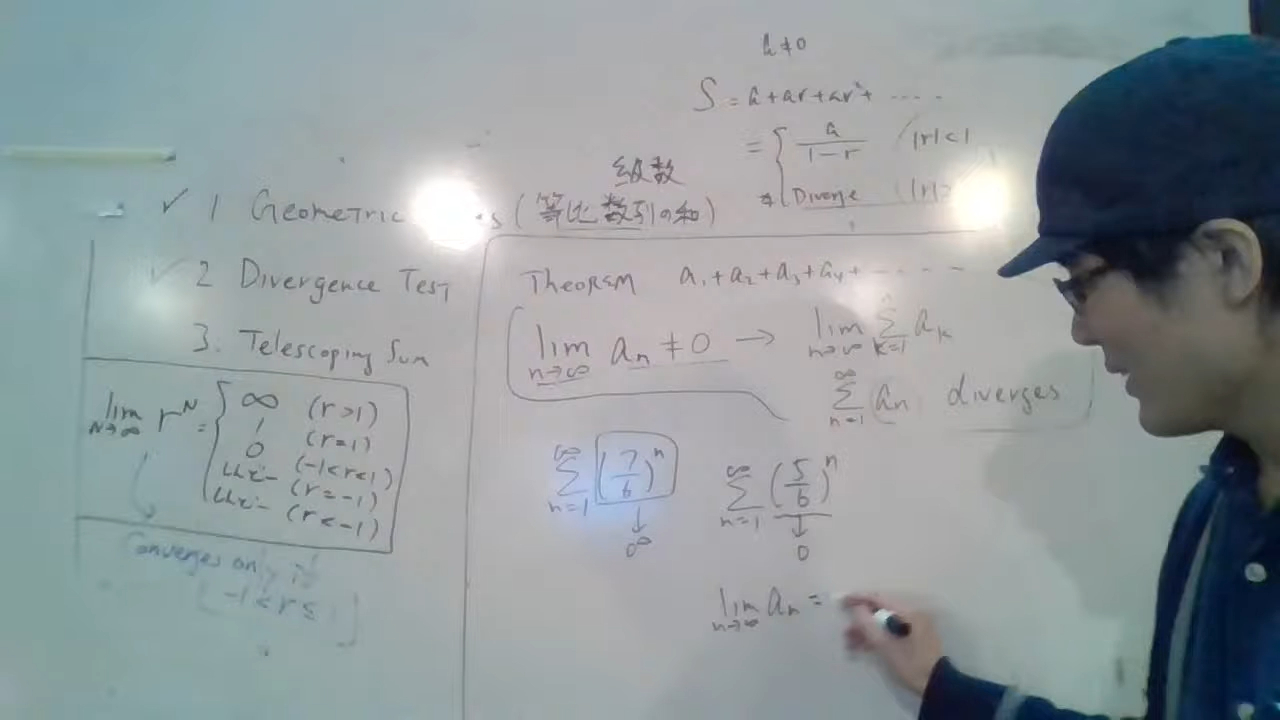 a ≠ 0
S = a + ar + ar² + ‥‥
= { a/(1-r) (|r|<1
Diverge (|r|>
級数
✓ 1 Geometric s (等比数列の和)
✓ 2 Divergence Test
3. Telescoping Sum
lim N→∞ r^N = { ∞ (r>1)
1 (r=1)
0 (-1<r<1)
(r=-1)
(r<-1)
Converges only if
-1<r≤
Theorem a₁+a₂+a₃+a₄+‥‥‥
lim n→∞ aₙ ≠ 0 → lim n→∞ Σ k=1 n aₖ
Σ n=1 ∞ aₙ diverges
Σ n=1 ∞ (7/6)^n Σ n=1 ∞ (5/6)^n
↓ ↓
∞ 0
lim n→∞ aₙ =